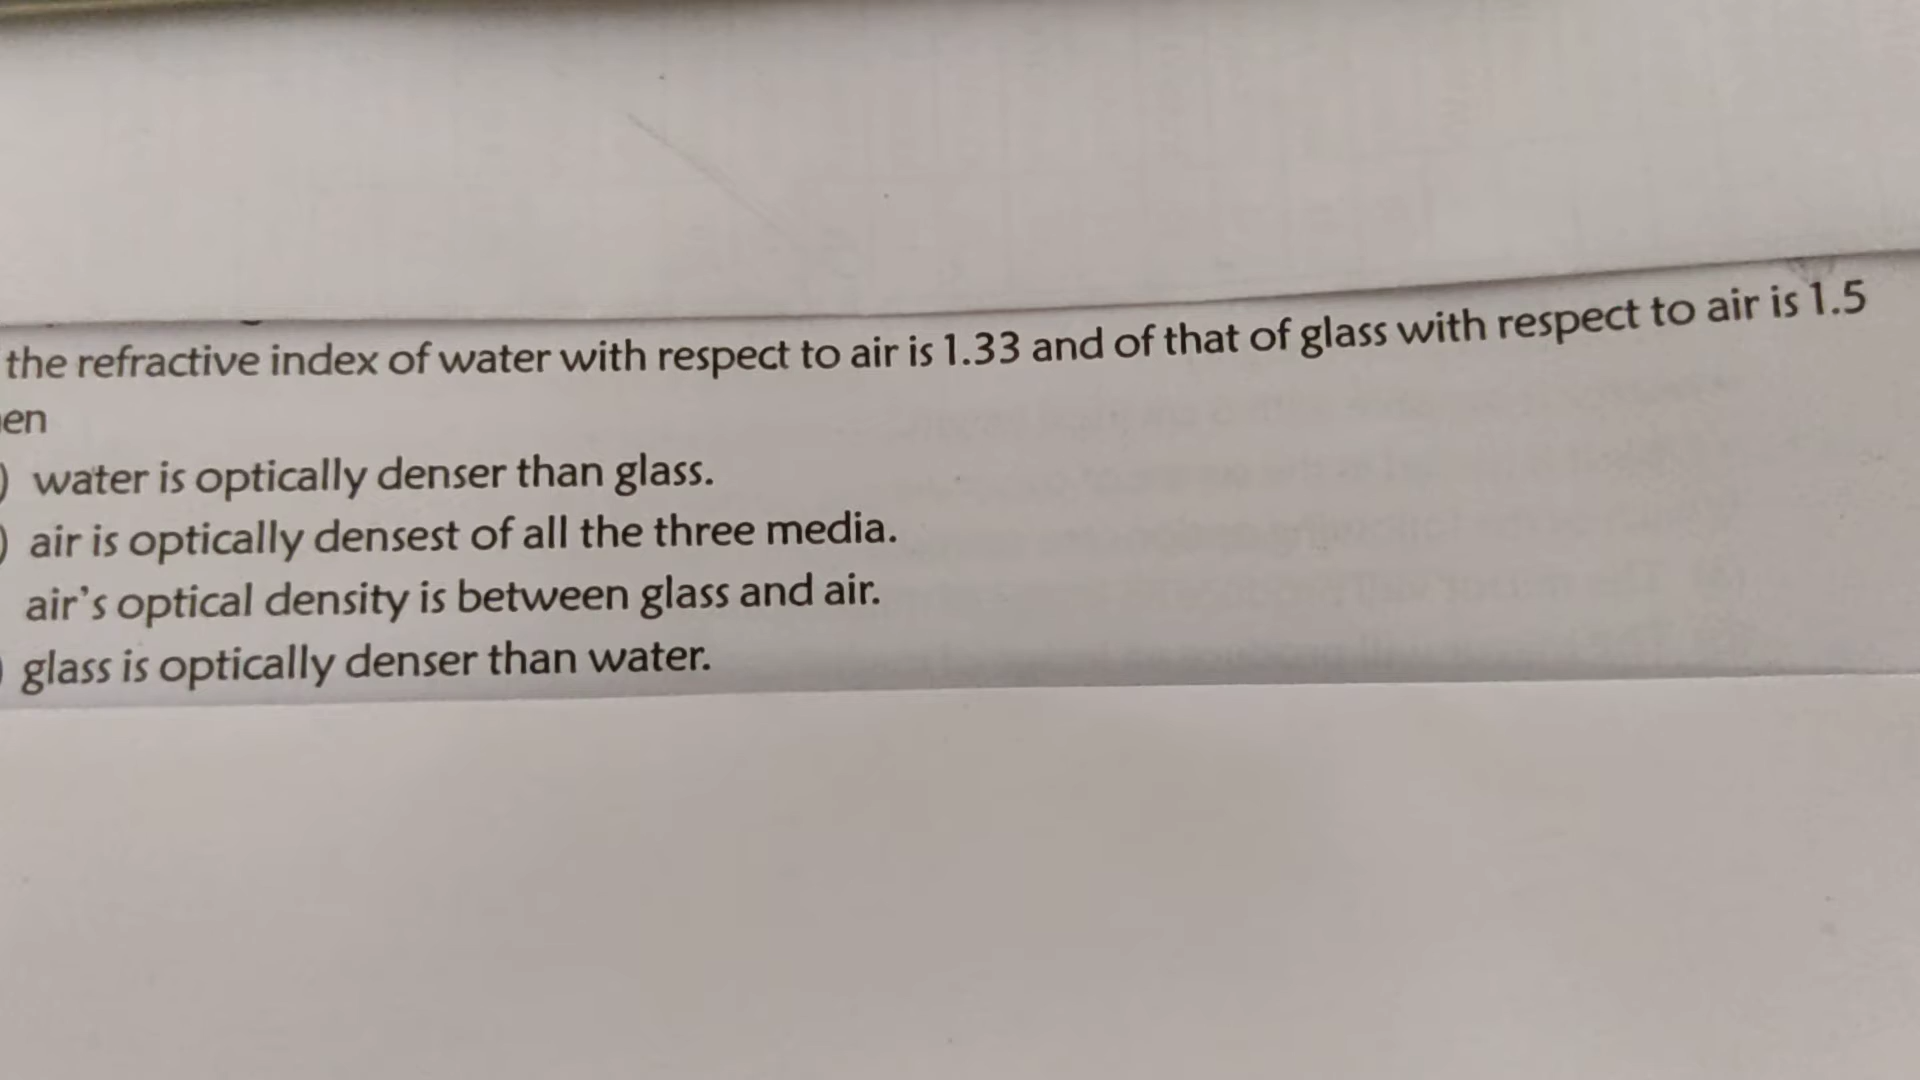 the refractive index of water with respect to air is 1.33 and of that of glass with respect to air is 1.5
en
) water is optically denser than glass.
) air is optically densest of all the three media.
air's optical density is between glass and air.
) glass is optically denser than water.